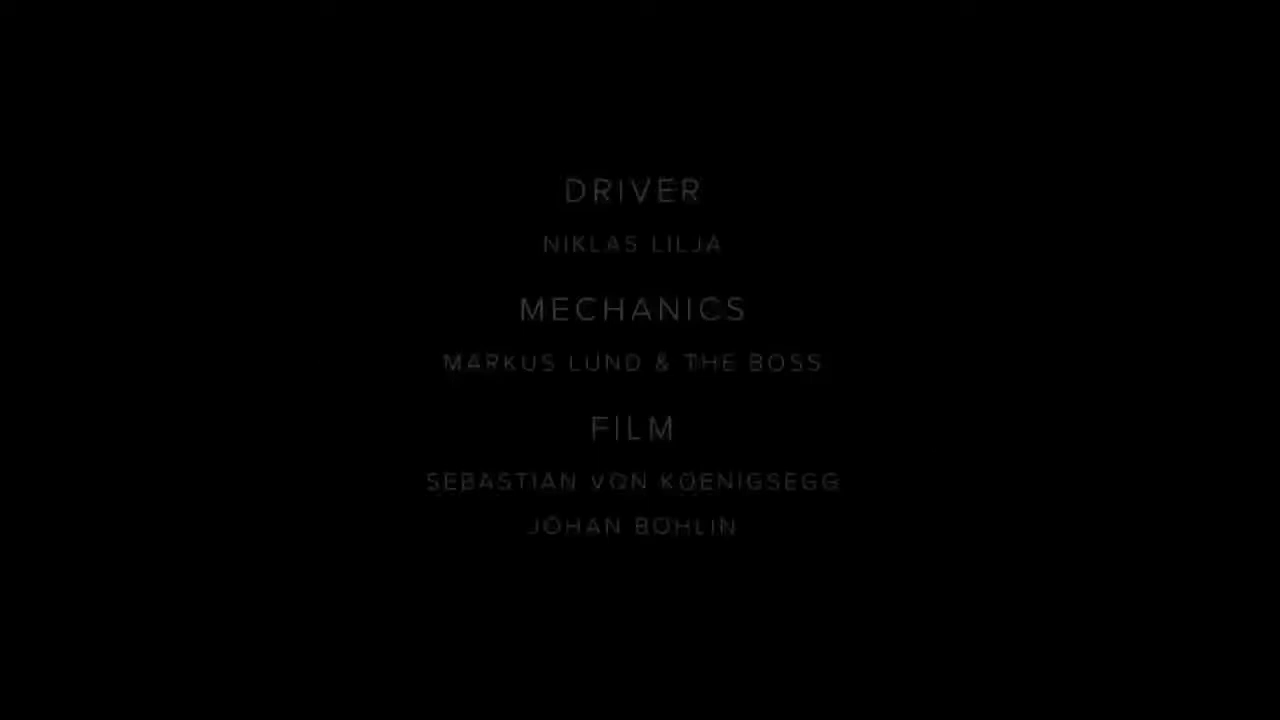 DRIVER
NIKLAS LILJA
MECHANICS
MARKUS LUND & THE BOSS
FILM
SEBASTIAN VON KOENIGSEGG
JOHAN BOHLIN